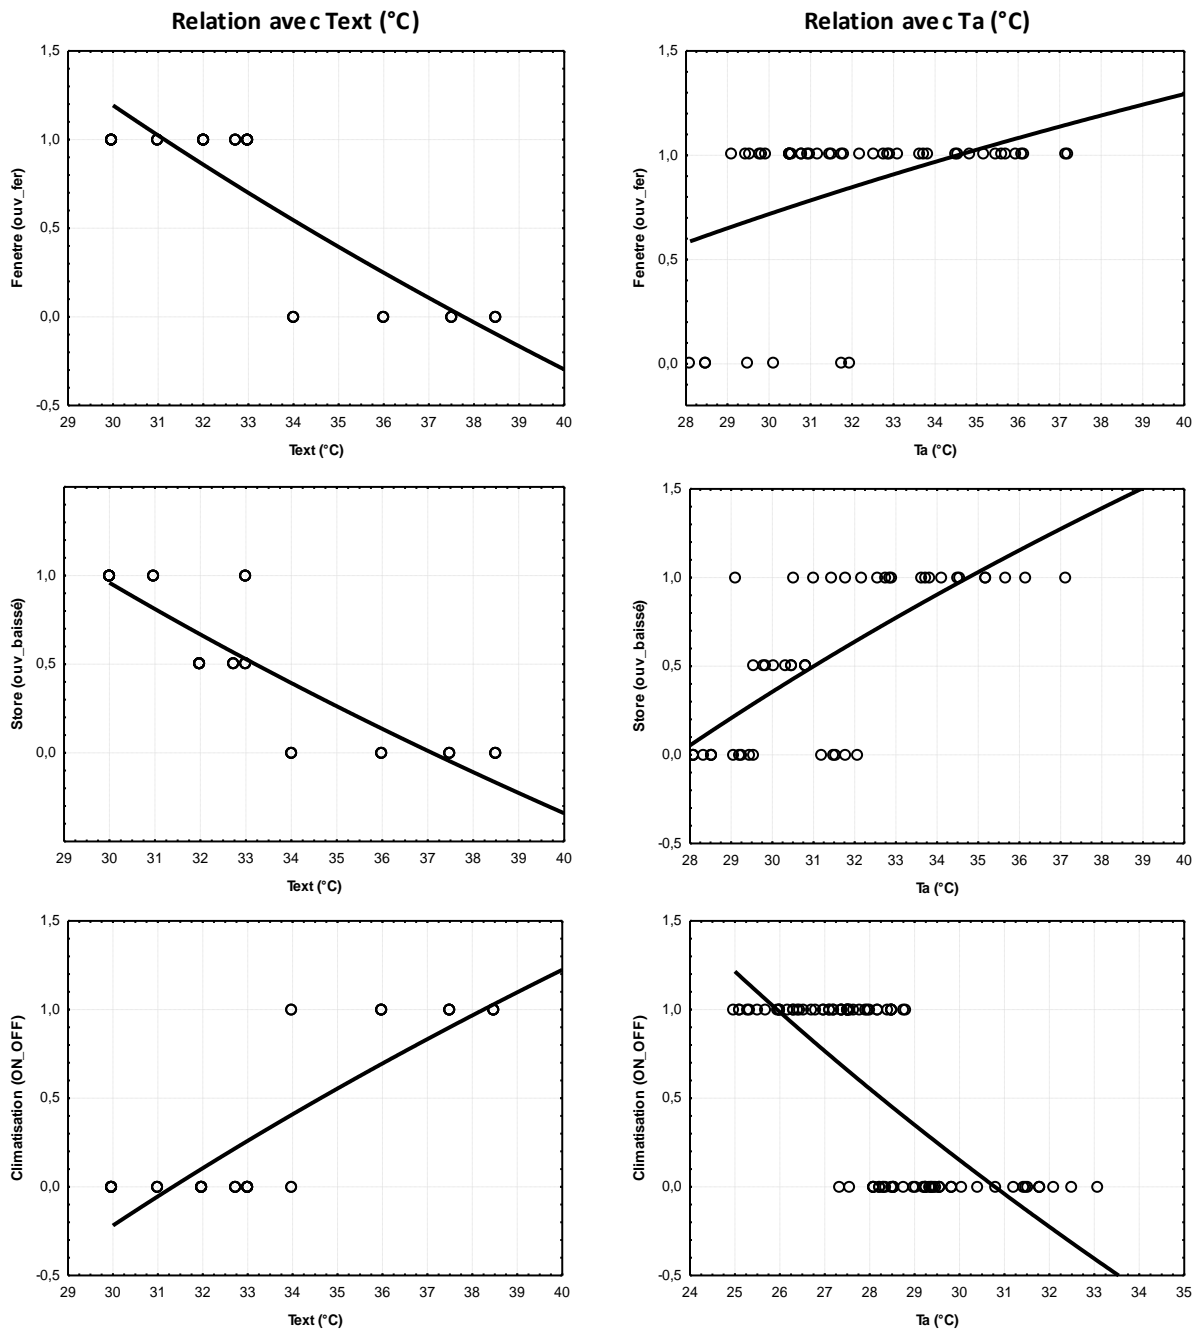 Relation avec Text (°C)
Relation avec Ta (°C)
1,5
1,0
0,5
0,0
-0,5
Fenetre (ouv_fer)
29 30 31 32 33 34 35 36 37 38 39 40
Text (°C)
1,5
1,0
0,5
0,0
Fenetre (ouv_fer)
28 29 30 31 32 33 34 35 36 37 38 39 40
Ta (°C)
1,0
0,5
0,0
Store (ouv_baissé)
29 30 31 32 33 34 35 36 37 38 39 40
Text (°C)
1,5
1,0
0,5
0,0
-0,5
Store (ouv_baissé)
28 29 30 31 32 33 34 35 36 37 38 39 40
Ta (°C)
1,5
1,0
0,5
0,0
-0,5
Climatisation (ON_OFF)
29 30 31 32 33 34 35 36 37 38 39 40
Text (°C)
1,5
1,0
0,5
0,0
-0,5
Climatisation (ON_OFF)
24 25 26 27 28 29 30 31 32 33 34 35
Ta (°C)